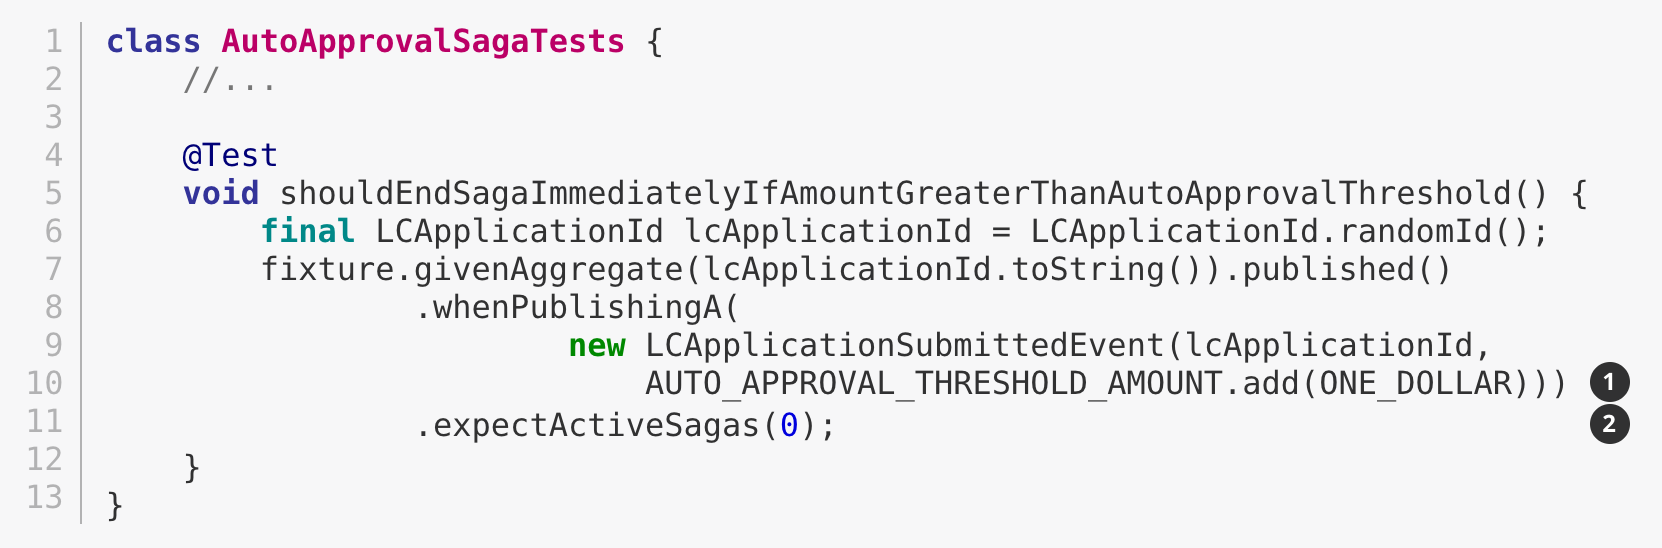 1 class AutoApprovalSagaTests {
2     //...
3
4     @Test
5     void shouldEndSagaImmediatelyIfAmountGreaterThanAutoApprovalThreshold() {
6         final LCApplicationId lcApplicationId = LCApplicationId.randomId();
7         fixture.givenAggregate(lcApplicationId.toString()).published()
8                 .whenPublishingA(
9                         new LCApplicationSubmittedEvent(lcApplicationId,
10                             AUTO_APPROVAL_THRESHOLD_AMOUNT.add(ONE_DOLLAR))) 1
11                .expectActiveSagas(0); 2
12    }
13 }